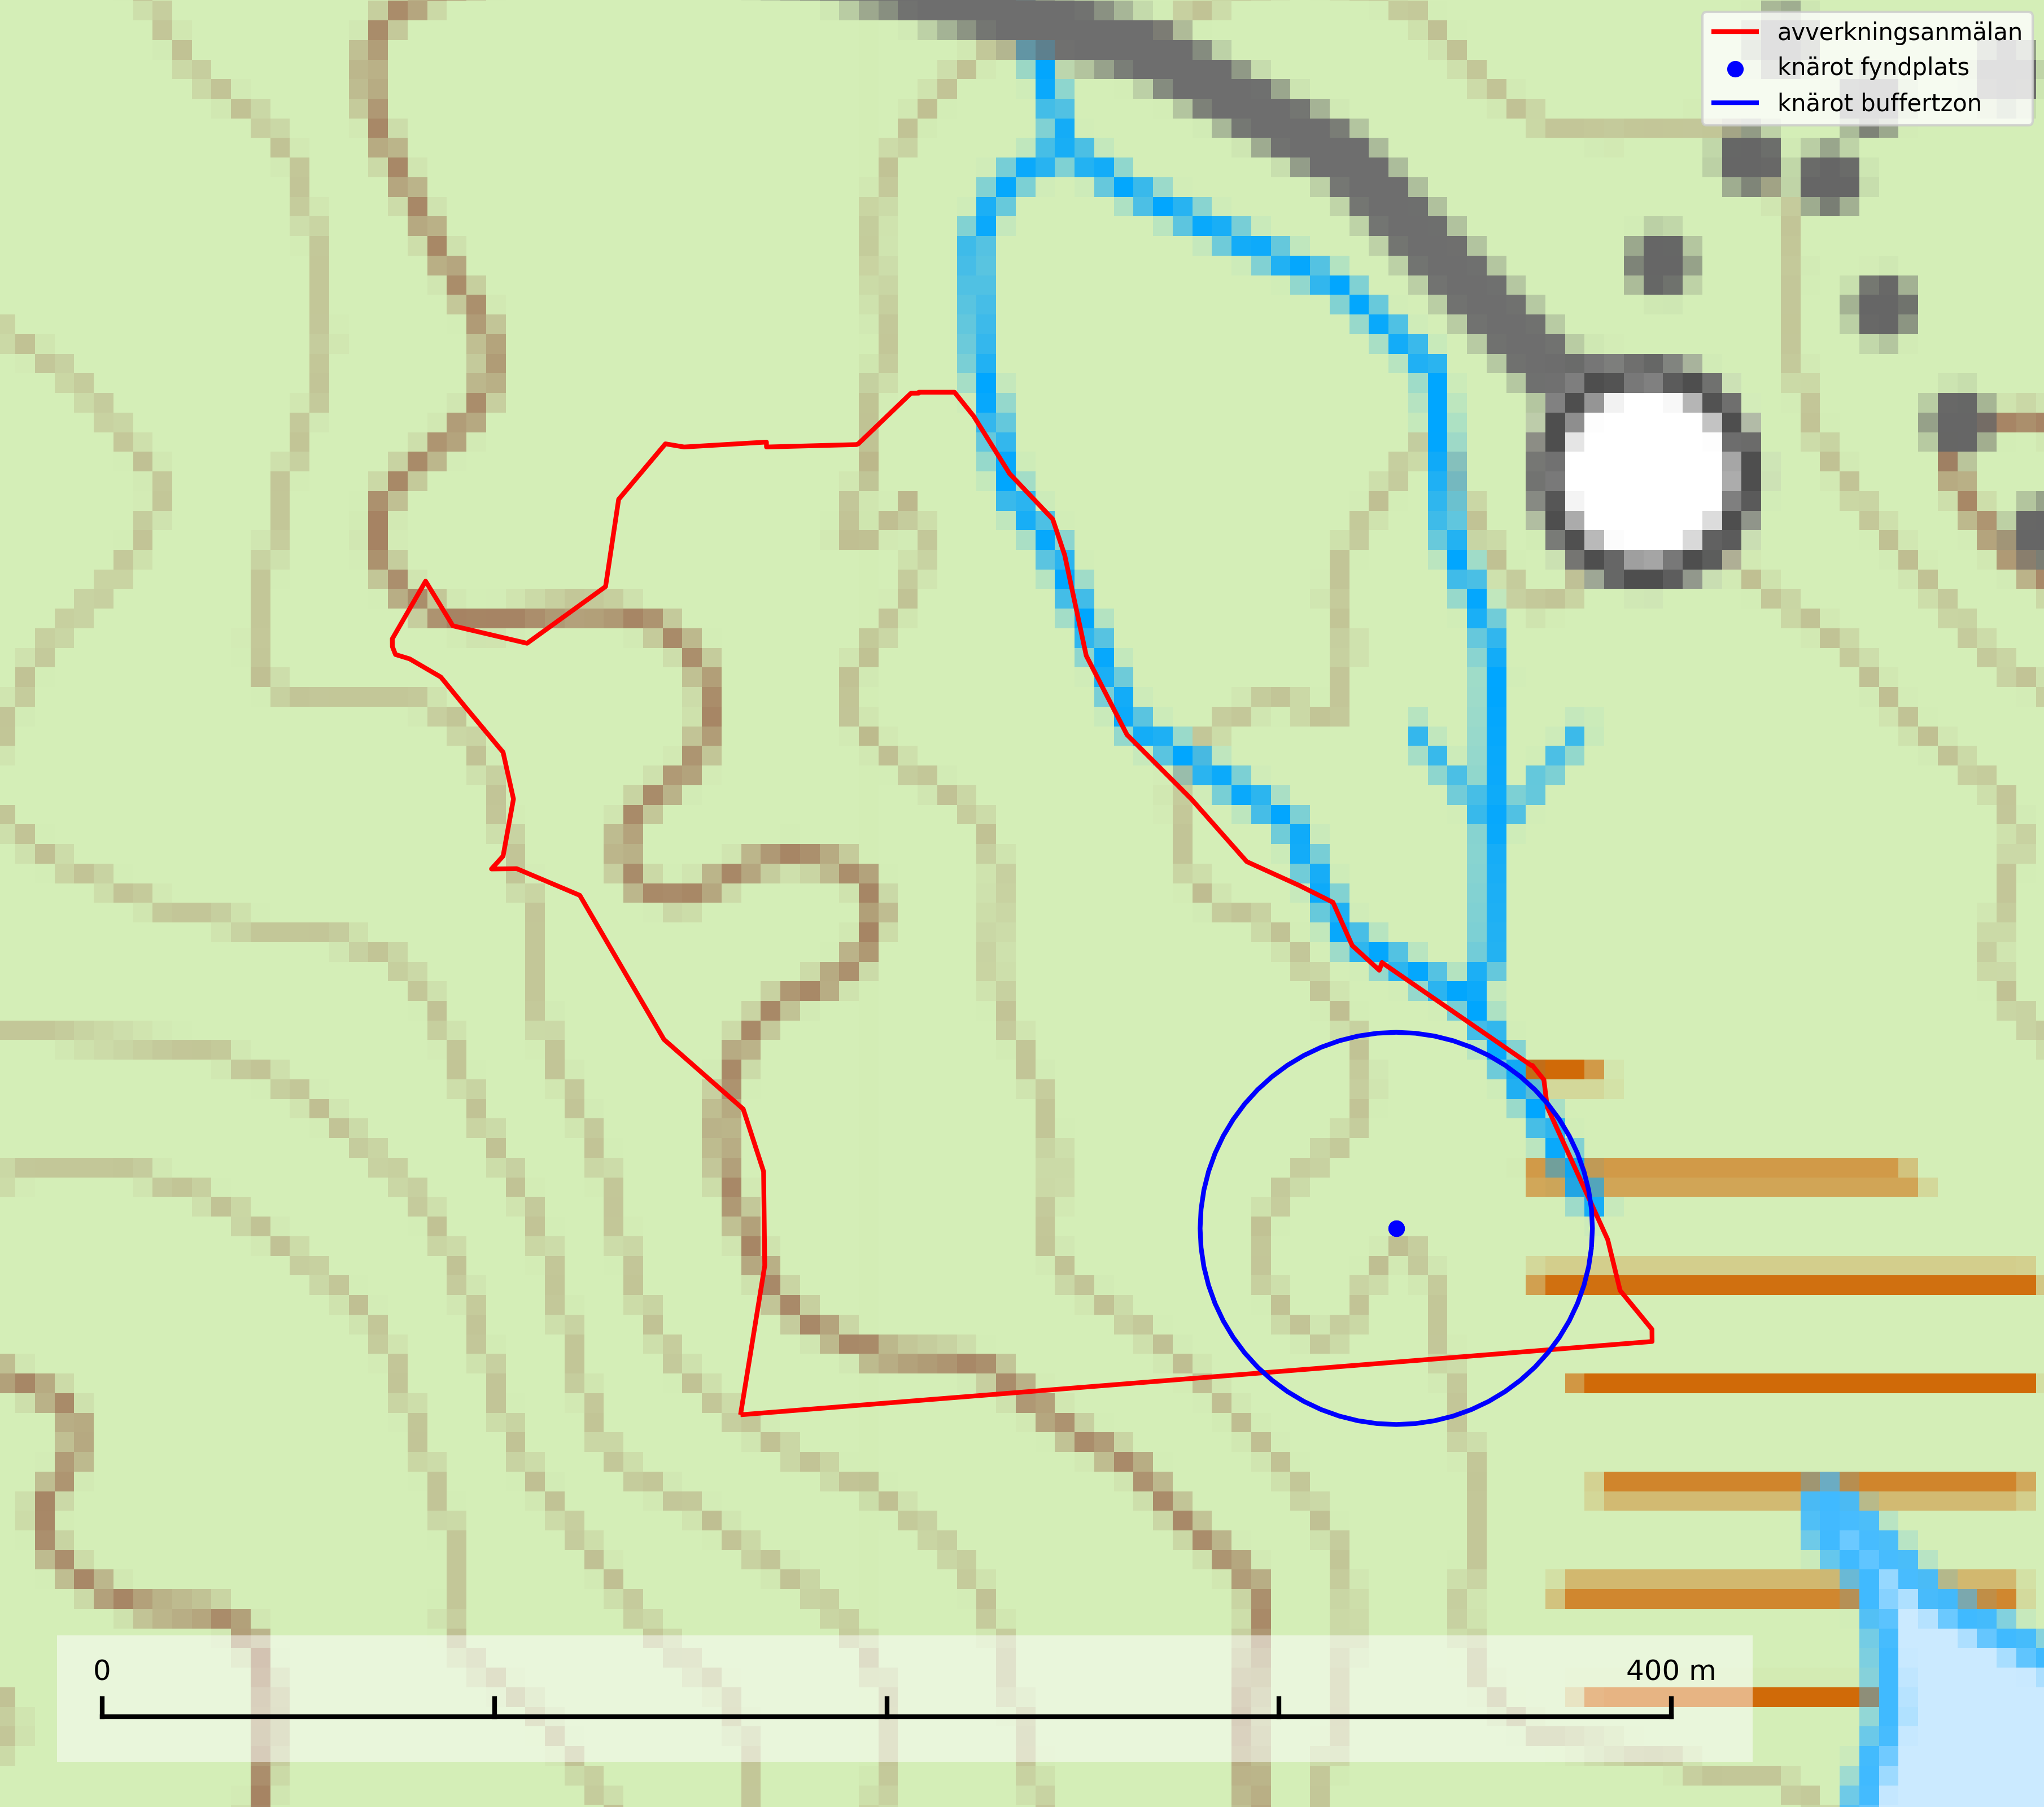 avverkningsanmälan
knärot fyndplats
knärot buffertzon
0 400 m